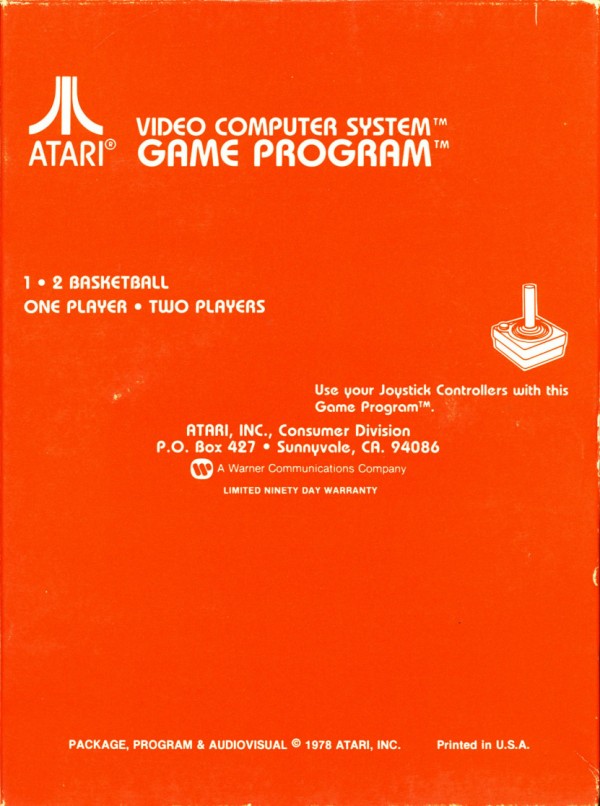 ATARI®
VIDEO COMPUTER SYSTEM™
GAME PROGRAM™
1 • 2 BASKETBALL
ONE PLAYER • TWO PLAYERS
Use your Joystick Controllers with this
Game Program™.
ATARI, INC., Consumer Division
P.O. Box 427 • Sunnyvale, CA. 94086
A Warner Communications Company
LIMITED NINETY DAY WARRANTY
PACKAGE, PROGRAM & AUDIOVISUAL © 1978 ATARI, INC. Printed in U.S.A.